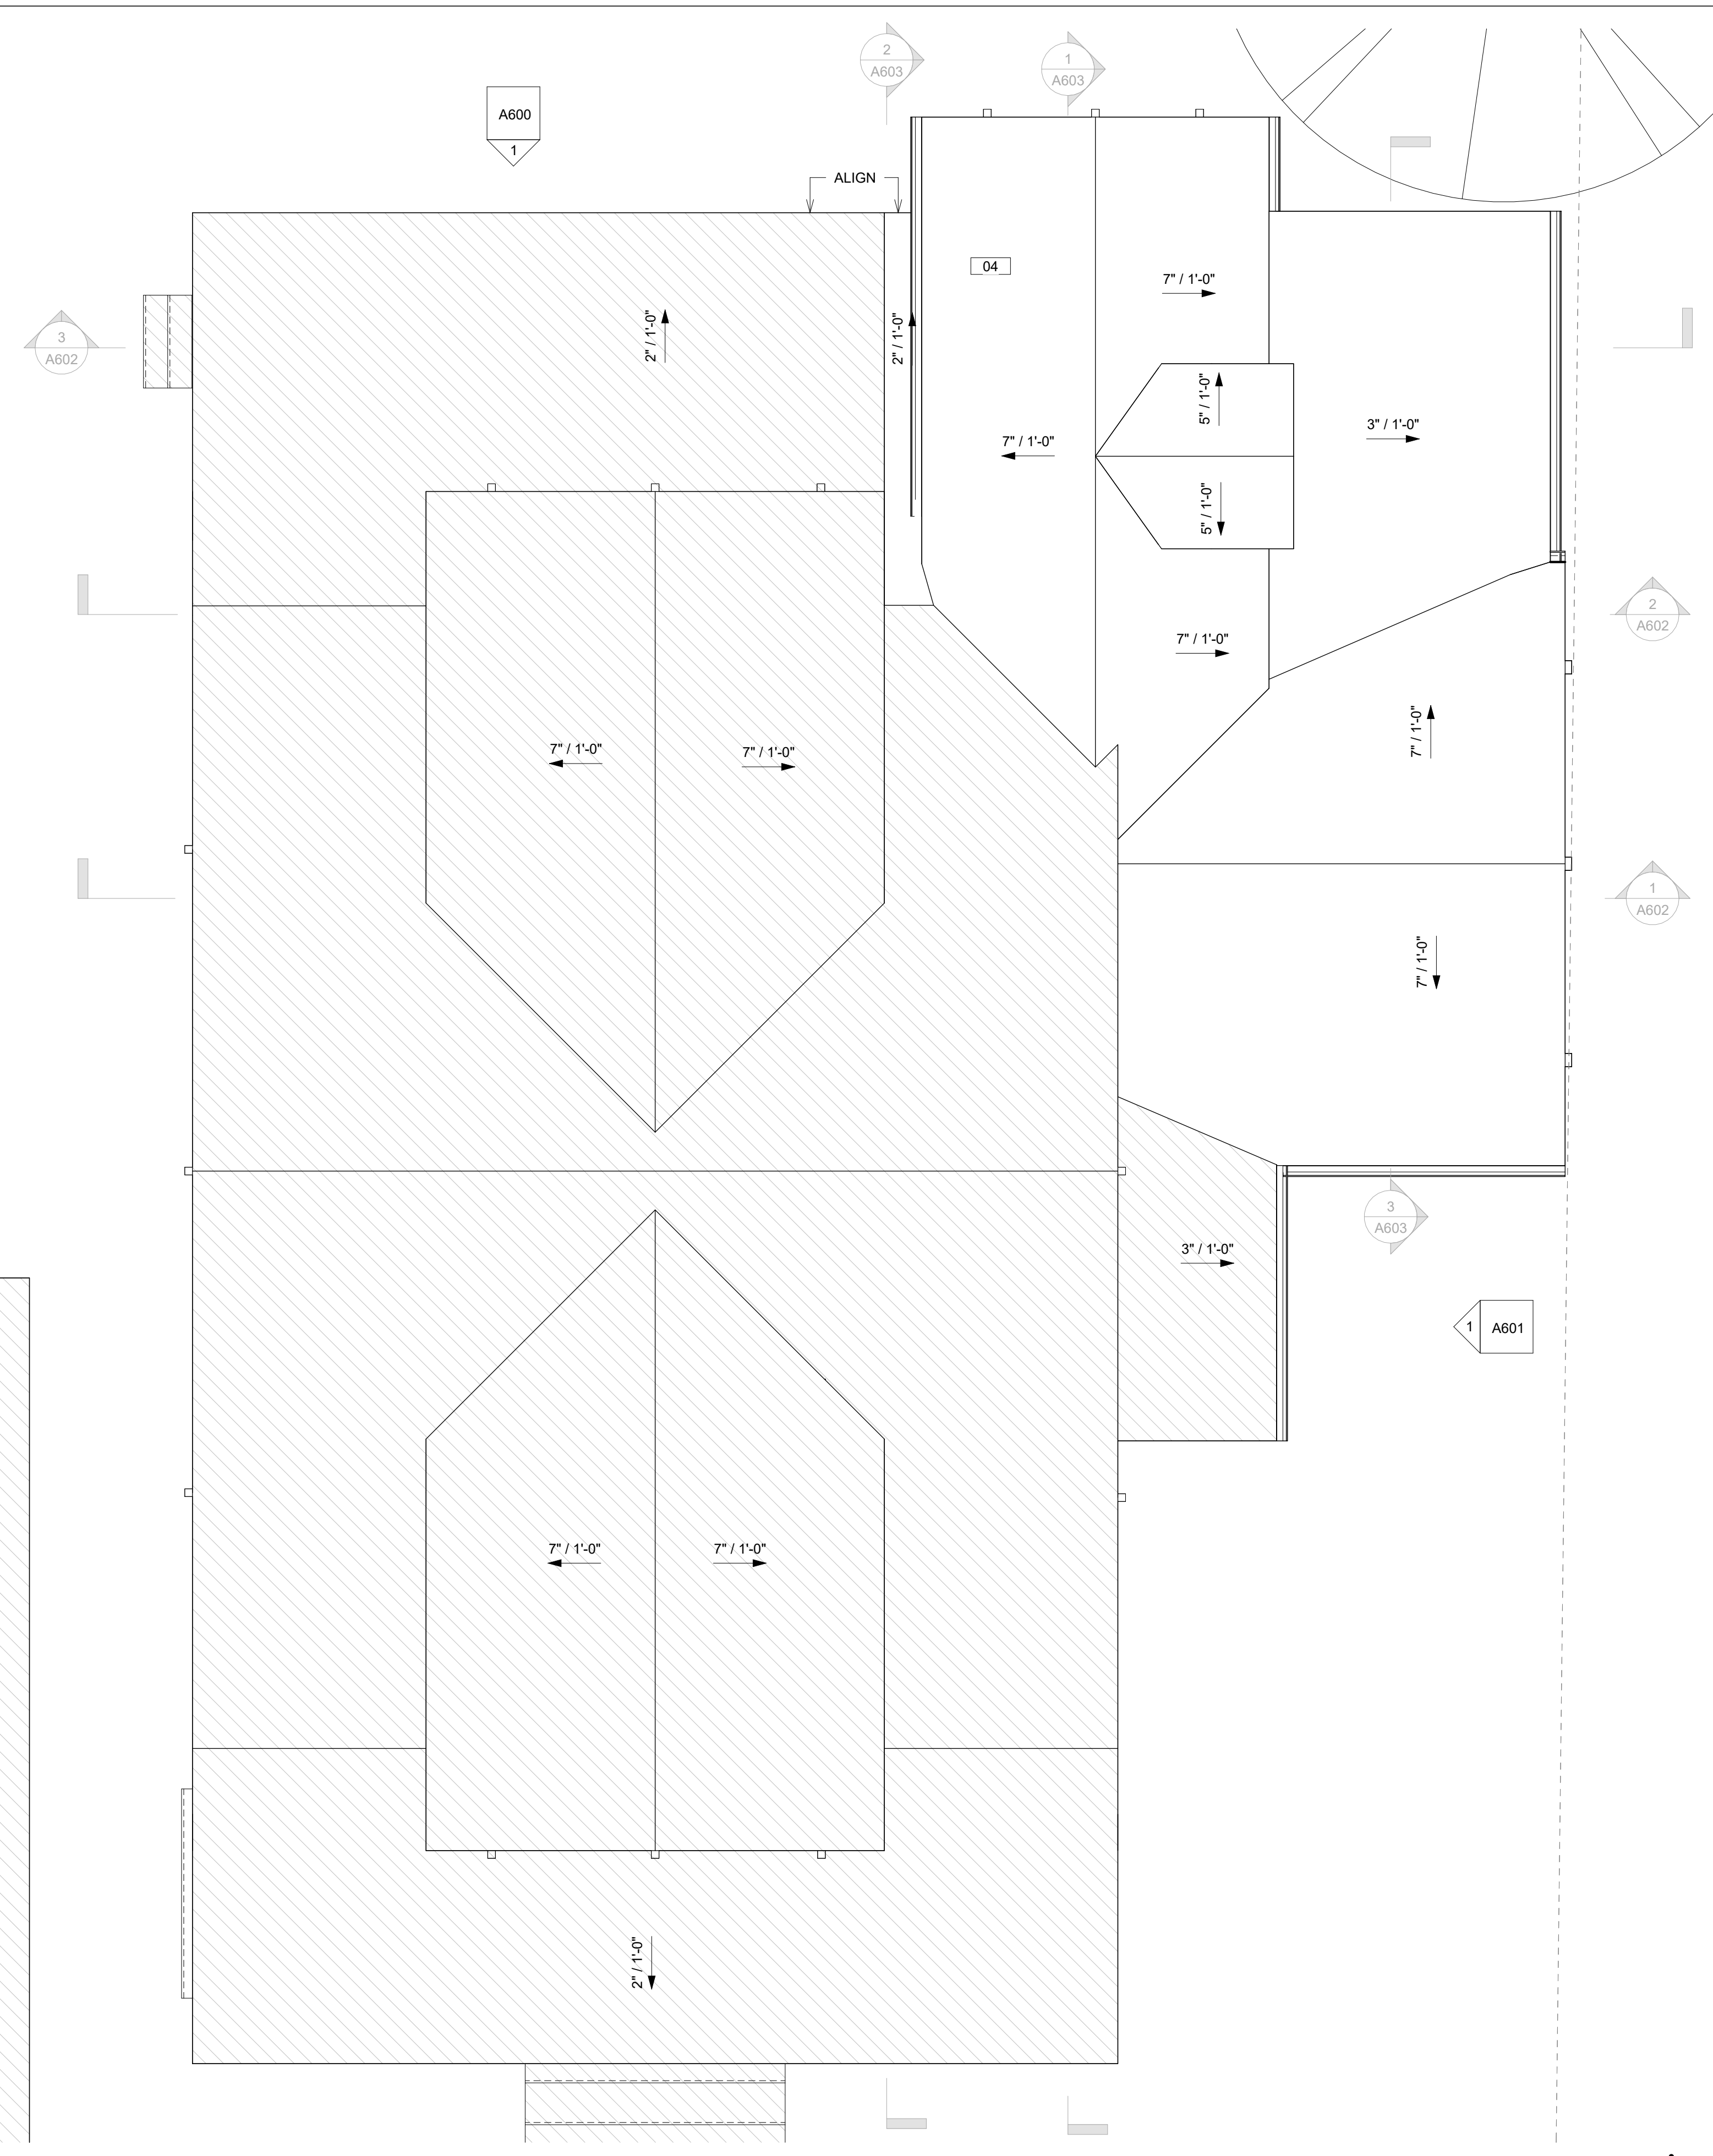 2
A603
1
A603
A600
1
ALIGN
04
7" / 1'-0"
2" / 1'-0"
2" / 1'-0"
3
A602
5" / 1'-0"
3" / 1'-0"
7" / 1'-0"
5" / 1'-0"
2
A602
7" / 1'-0"
7" / 1'-0"
7" / 1'-0"
7" / 1'-0"
1
A602
7" / 1'-0"
3
A603
3" / 1'-0"
1
A601
7" / 1'-0"
7" / 1'-0"
2" / 1'-0"